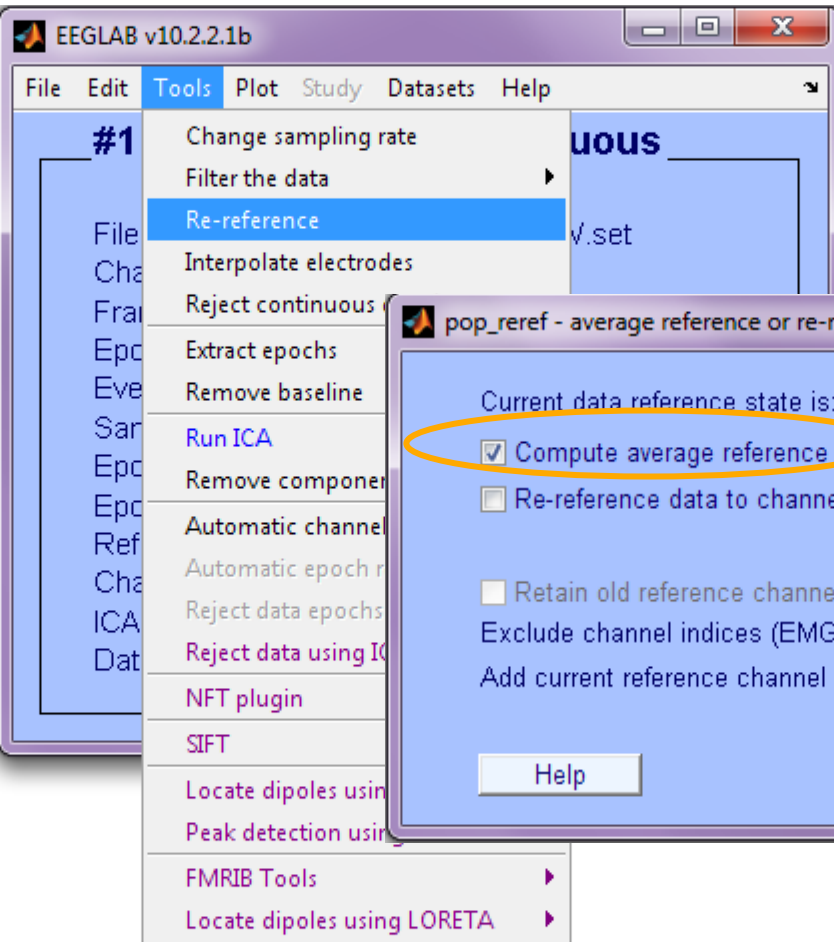 EEGLAB v10.2.2.1b
File Edit Tools Plot Study Datasets Help
#1 uous
File V.set
Cha
Fra
Epo
Eve
Sar
Epo
Epo
Ref
Cha
ICA
Dat
Change sampling rate
Filter the data
Re-reference
Interpolate electrodes
Reject continuous
Extract epochs
Remove baseline
Run ICA
Remove componen
Automatic channel
Automatic epoch r
Reject data epochs
Reject data using IC
NFT plugin
SIFT
Locate dipoles usin
Peak detection using
FMRIB Tools
Locate dipoles using LORETA
pop_reref - average reference or re-r
Current data reference state is:
Compute average reference
Re-reference data to channe
Retain old reference channe
Exclude channel indices (EMG
Add current reference channel
Help